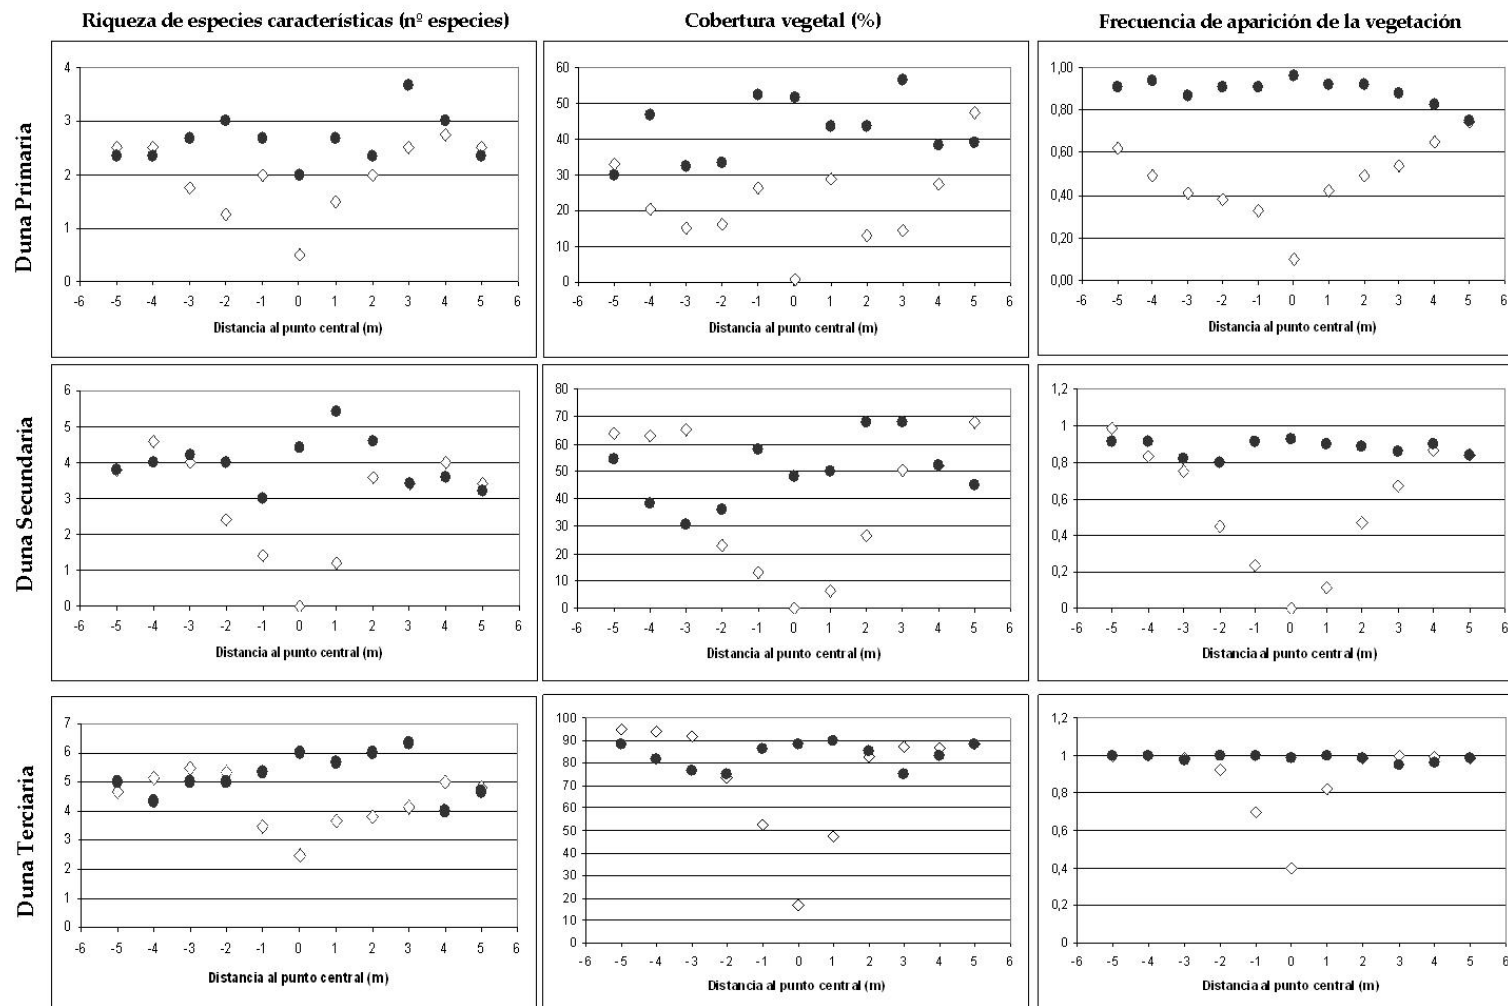 Riqueza de especies características (nº especies)
Cobertura vegetal (%)
Frecuencia de aparición de la vegetación
Duna Primaria
4
3
2
1
0
-6 -5 -4 -3 -2 -1 0 1 2 3 4 5 6
Distancia al punto central (m)
60
50
40
30
20
10
0
-6 -5 -4 -3 -2 -1 0 1 2 3 4 5 6
Distancia al punto central (m)
1,00
0,80
0,60
0,40
0,20
0,00
-6 -5 -4 -3 -2 -1 0 1 2 3 4 5 6
Distancia al punto central (m)
Duna Secundaria
6
5
4
3
2
1
0
-6 -5 -4 -3 -2 -1 0 1 2 3 4 5 6
Distancia al punto central (m)
80
70
60
50
40
30
20
10
0
-6 -5 -4 -3 -2 -1 0 1 2 3 4 5 6
Distancia al punto central (m)
1,2
1
0,8
0,6
0,4
0,2
0
-6 -5 -4 -3 -2 -1 0 1 2 3 4 5 6
Distancia al punto central (m)
Duna Terciaria
7
6
5
4
3
2
1
0
-6 -5 -4 -3 -2 -1 0 1 2 3 4 5 6
Distancia al punto central (m)
100
90
80
70
60
50
40
30
20
10
0
-6 -5 -4 -3 -2 -1 0 1 2 3 4 5 6
Distancia al punto central (m)
1,2
1
0,8
0,6
0,4
0,2
0
-6 -5 -4 -3 -2 -1 0 1 2 3 4 5 6
Distancia al punto central (m)